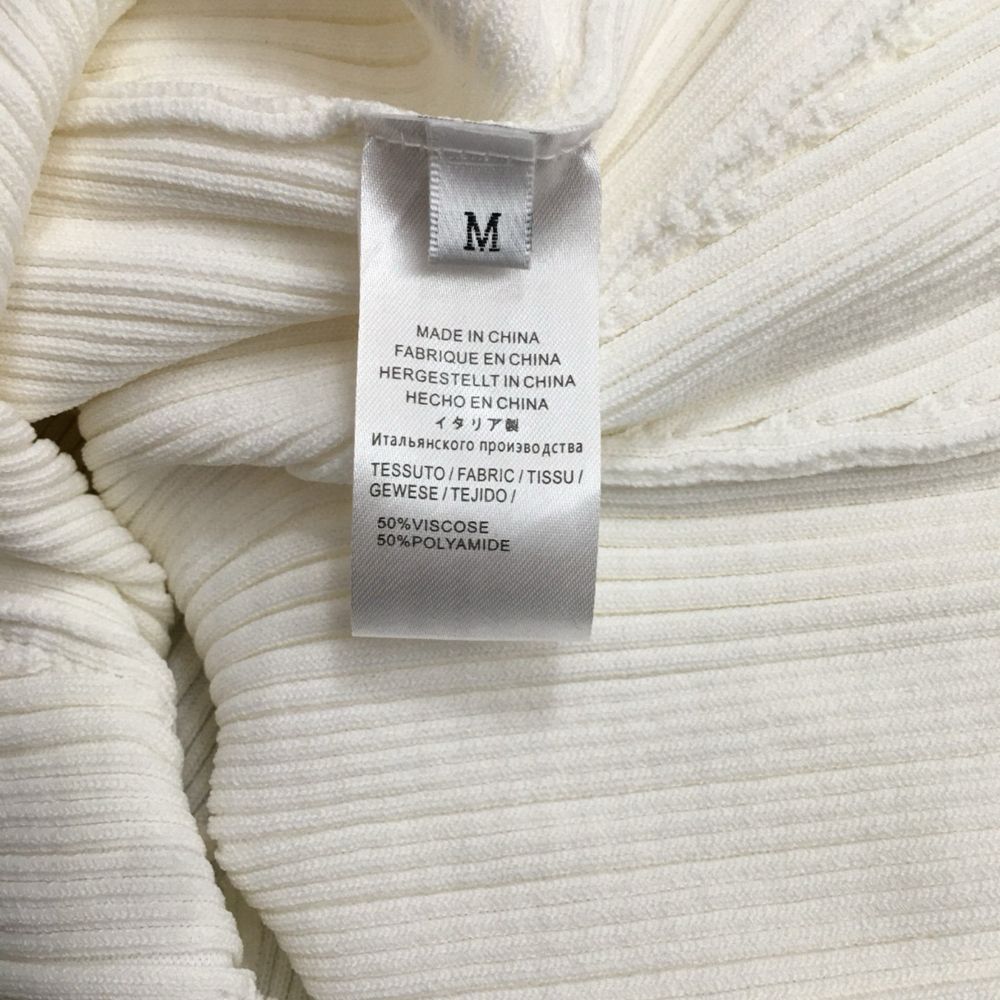 M
MADE IN CHINA
FABRIQUE EN CHINA
HERGESTELLT IN CHINA
HECHO EN CHINA
イタリア製
Итальянского производства
TESSUTO / FABRIC / TISSU /
GEWESE / TEJIDO /
50%VISCOSE
50%POLYAMIDE